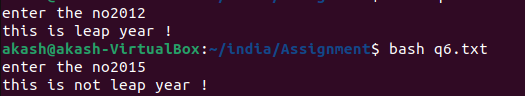 enter the no2012
this is leap year !
akash@akash-VirtualBox:~/india/Assignment$ bash q6.txt
enter the no2015
this is not leap year !